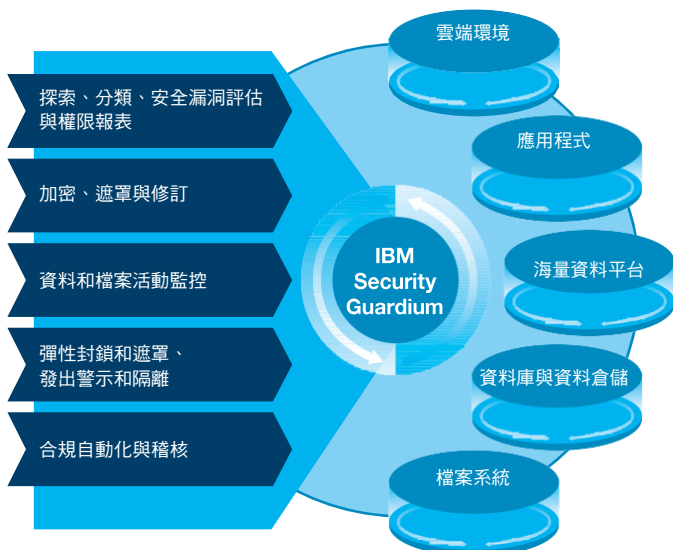 探索、分類、安全漏洞評估
與權限報表
加密、遮罩與修訂
資料和檔案活動監控
彈性封鎖和遮罩、
發出警示和隔離
合規自動化與稽核
IBM
Security
Guardium
雲端環境
應用程式
海量資料平台
資料庫與資料倉儲
檔案系統